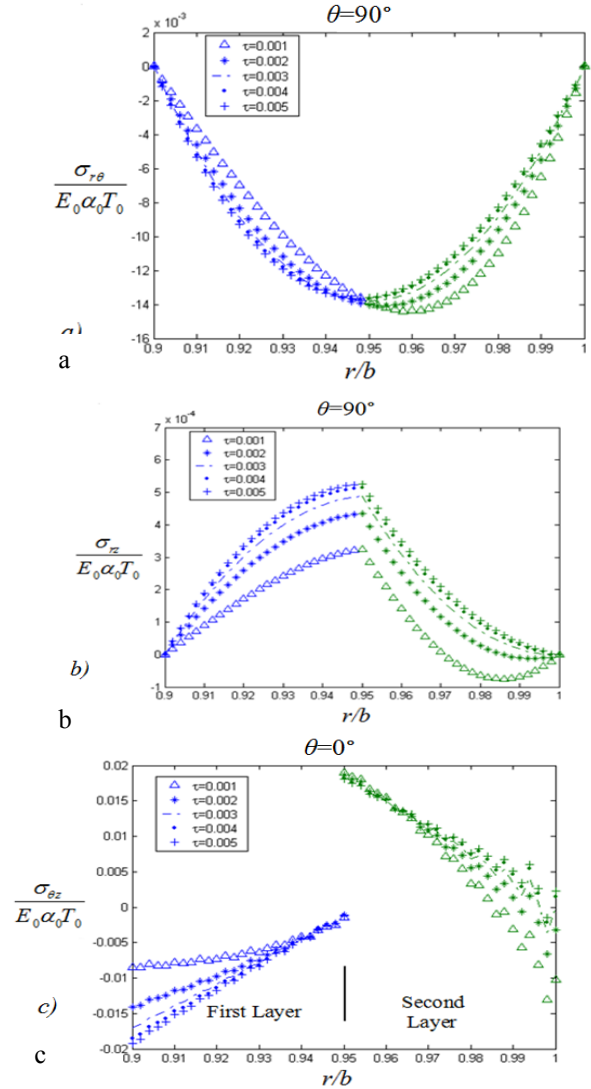 θ=90°
x 10⁻³
0
-2
-4
-6
-8
-10
-12
-14
-16
τ=0.001
τ=0.002
τ=0.003
τ=0.004
τ=0.005
σrθ
E₀α₀T₀
a)
0.9 0.91 0.92 0.93 0.94 0.95 0.96 0.97 0.98 0.99 1
r/b
a
θ=90°
x 10⁻⁴
7
6
5
4
3
2
1
0
-1
τ=0.001
τ=0.002
τ=0.003
τ=0.004
τ=0.005
σrz
E₀α₀T₀
b)
0.9 0.91 0.92 0.93 0.94 0.95 0.96 0.97 0.98 0.99 1
r/b
b
θ=0°
0.02
0.015
0.01
0.005
0
-0.005
-0.01
-0.015
-0.02
τ=0.001
τ=0.002
τ=0.003
τ=0.004
τ=0.005
σθz
E₀α₀T₀
c)
First Layer
Second
Layer
0.9 0.91 0.92 0.93 0.94 0.95 0.96 0.97 0.98 0.99 1
r/b
c